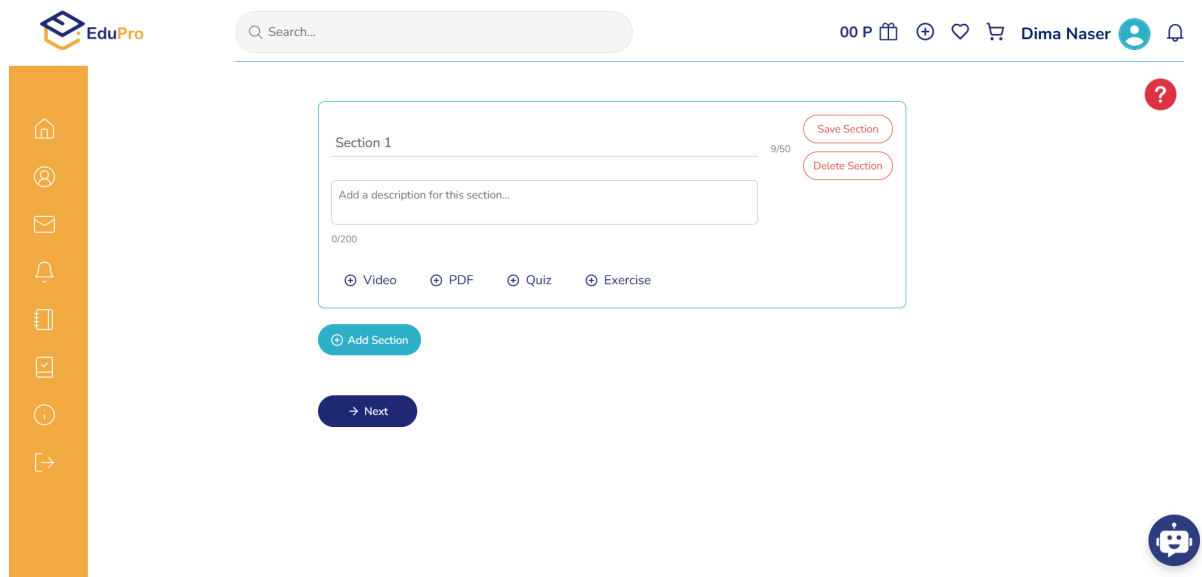 EduPro
Search...
00 P
Dima Naser
?
Section 1
9/50
Save Section
Delete Section
Add a description for this section...
0/200
Video
PDF
Quiz
Exercise
Add Section
Next